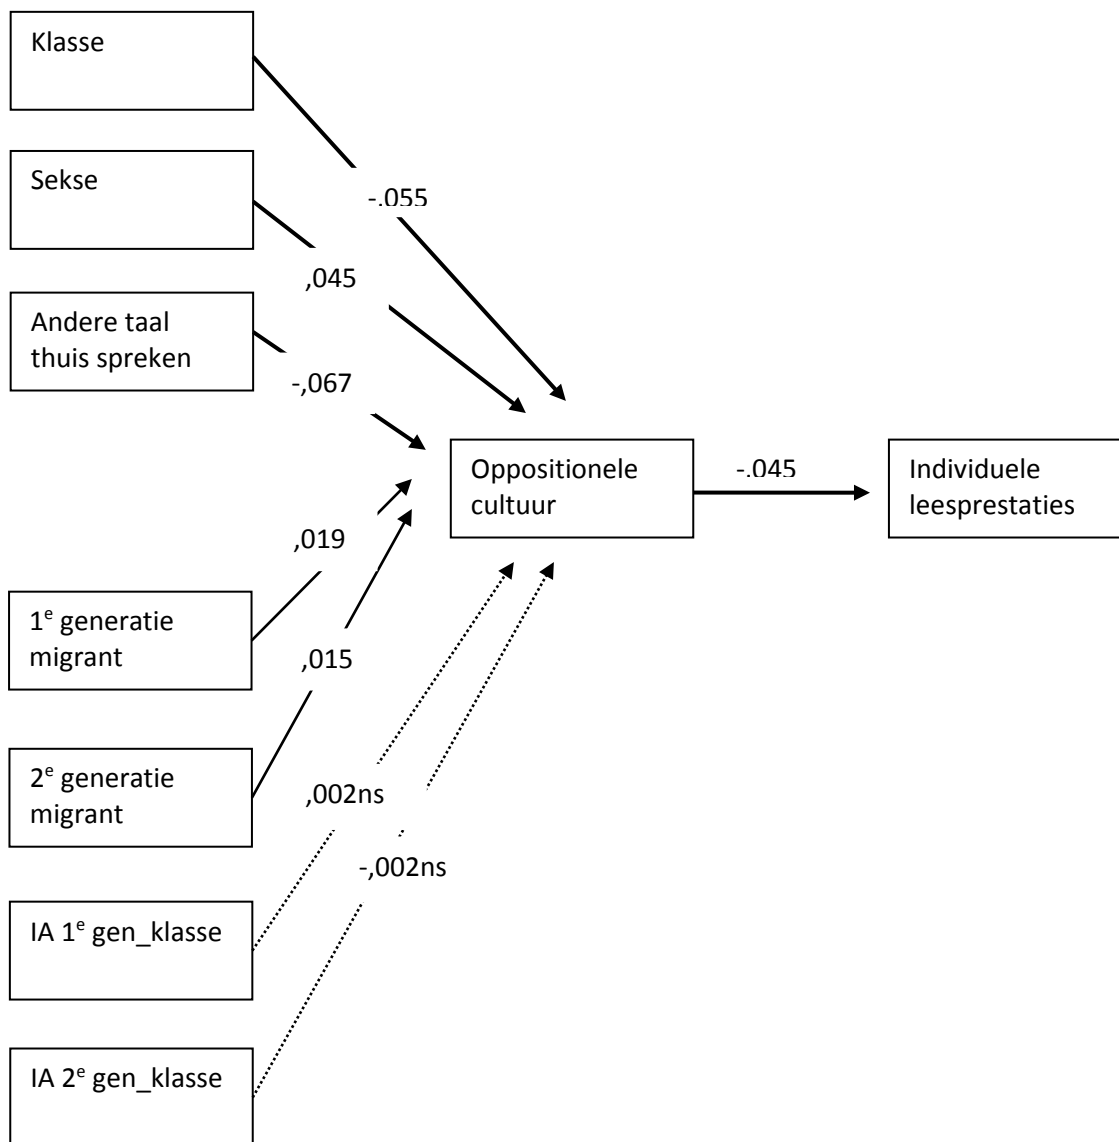 Klasse
Sekse
-.055
,045
Andere taal
thuis spreken
-,067
Oppositionele
cultuur
-.045
Individuele
leesprestaties
,019
1e generatie
migrant
,015
2e generatie
migrant
,002ns
-,002ns
IA 1e gen_klasse
IA 2e gen_klasse